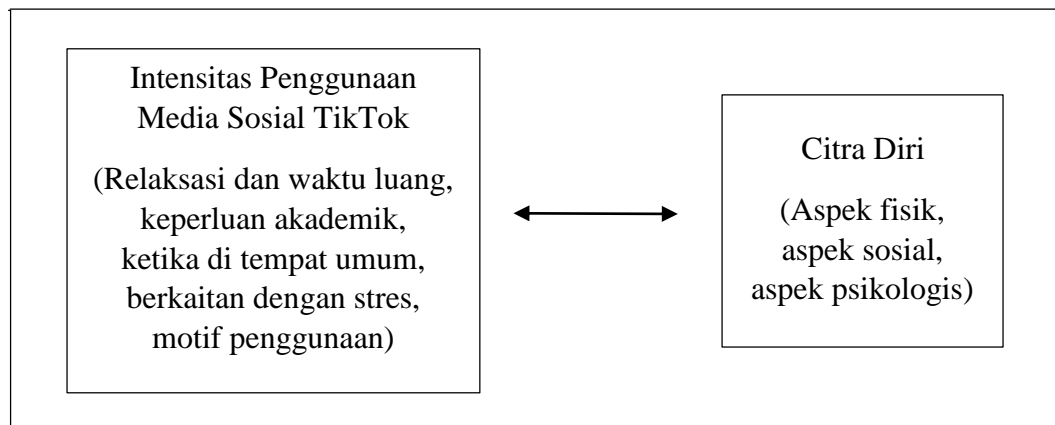 Intensitas Penggunaan
Media Sosial TikTok
(Relaksasi dan waktu luang,
keperluan akademik,
ketika di tempat umum,
berkaitan dengan stres,
motif penggunaan)
Citra Diri
(Aspek fisik,
aspek sosial,
aspek psikologis)